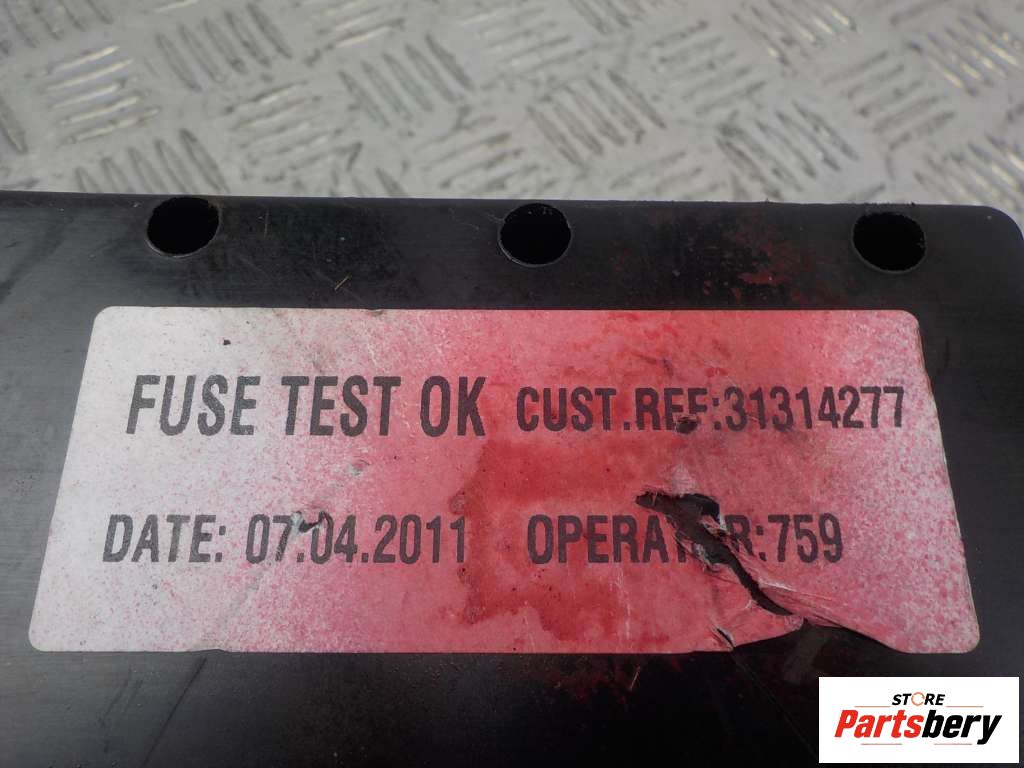 FUSE TEST OK CUST.REF:31314277
DATE: 07.04.2011 OPERATOR:759
STORE
Partsbery